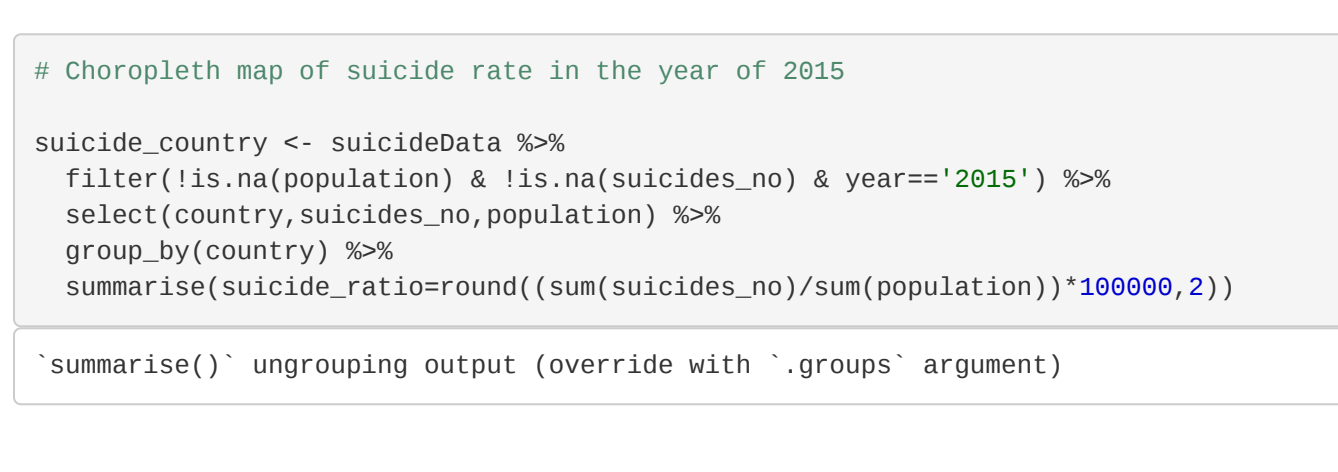 # Choropleth map of suicide rate in the year of 2015
suicide_country <- suicideData %>%
  filter(!is.na(population) & !is.na(suicides_no) & year=='2015') %>%
  select(country,suicides_no,population) %>%
  group_by(country) %>%
  summarise(suicide_ratio=round((sum(suicides_no)/sum(population))*100000,2))
`summarise()` ungrouping output (override with `.groups` argument)